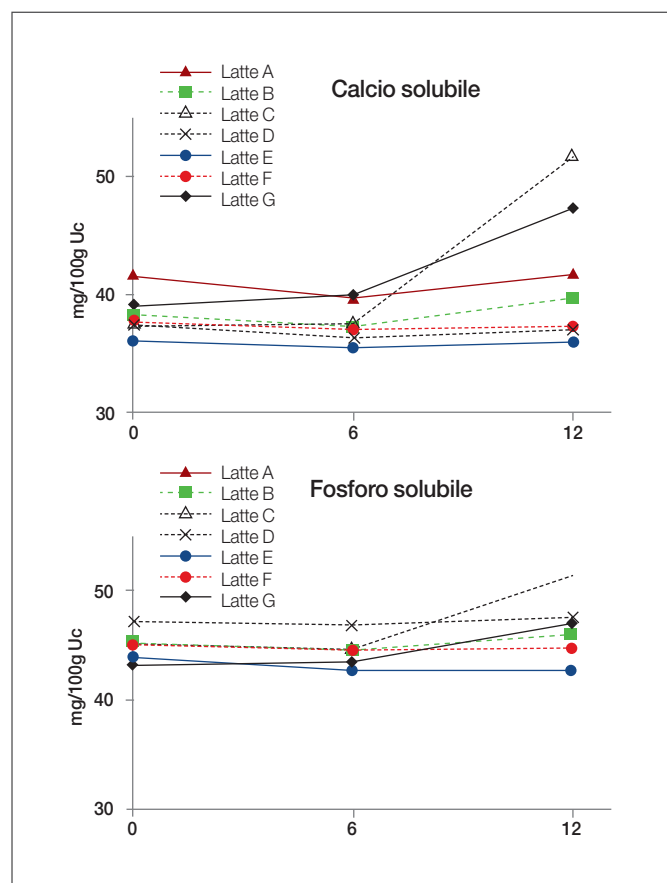 Latte A
Latte B
Latte C
Latte D
Latte E
Latte F
Latte G
Calcio solubile
mg/100g Uc
50
40
30
0
6
12
Latte A
Latte B
Latte C
Latte D
Latte E
Latte F
Latte G
Fosforo solubile
mg/100g Uc
50
40
30
0
6
12